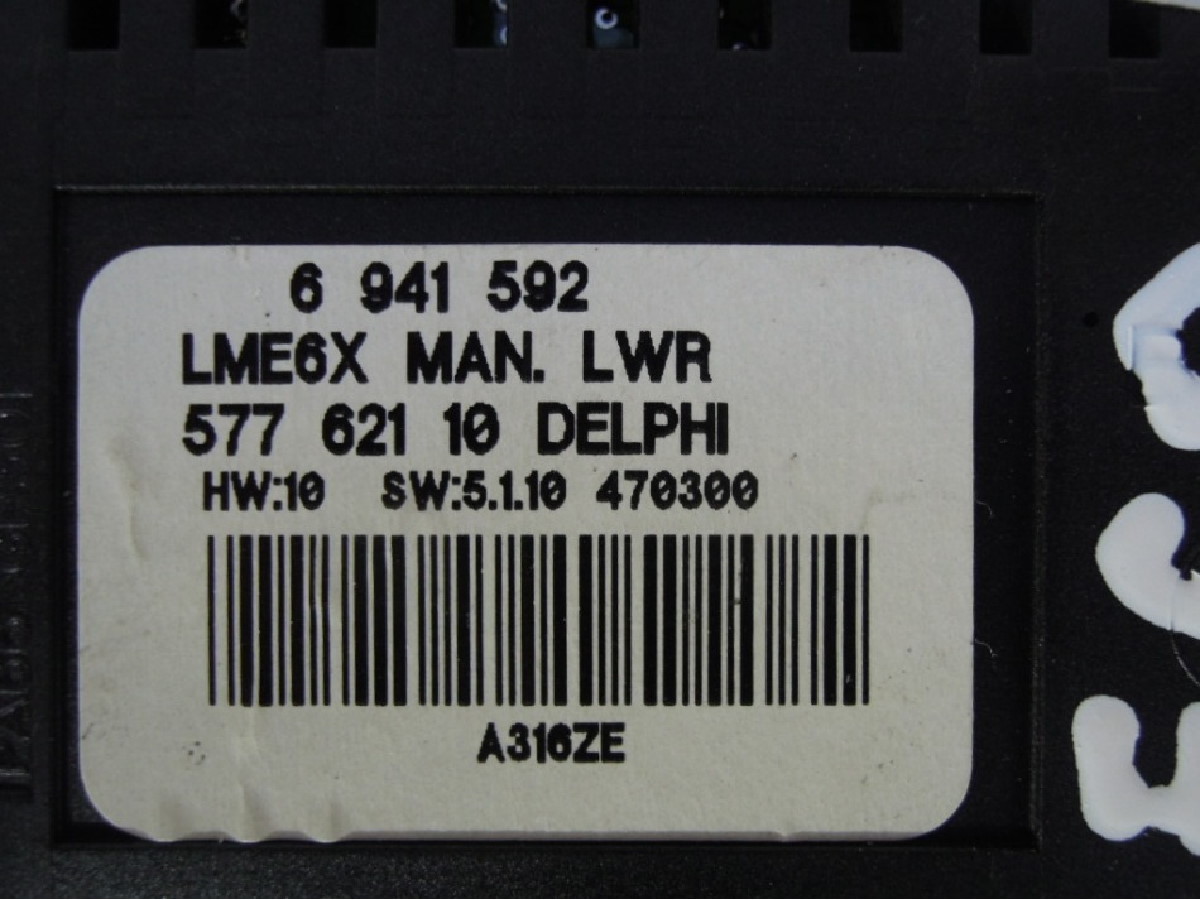 6 941 592
LME6X MAN. LWR
577 621 10 DELPHI
HW:10 SW:5.1.10 470300
A316ZE